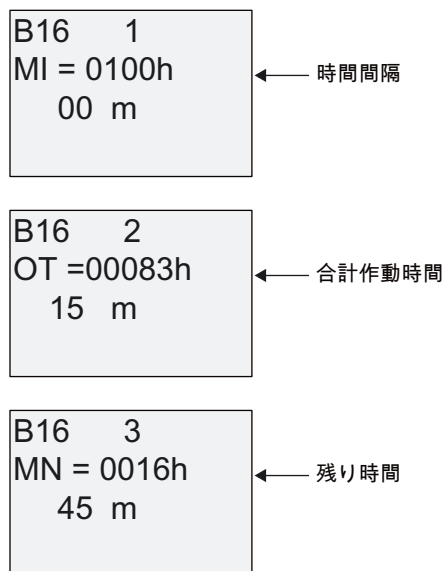 B16 1
MI = 0100h
00 m
時間間隔
B16 2
OT =00083h
15 m
合計作動時間
B16 3
MN = 0016h
45 m
残り時間